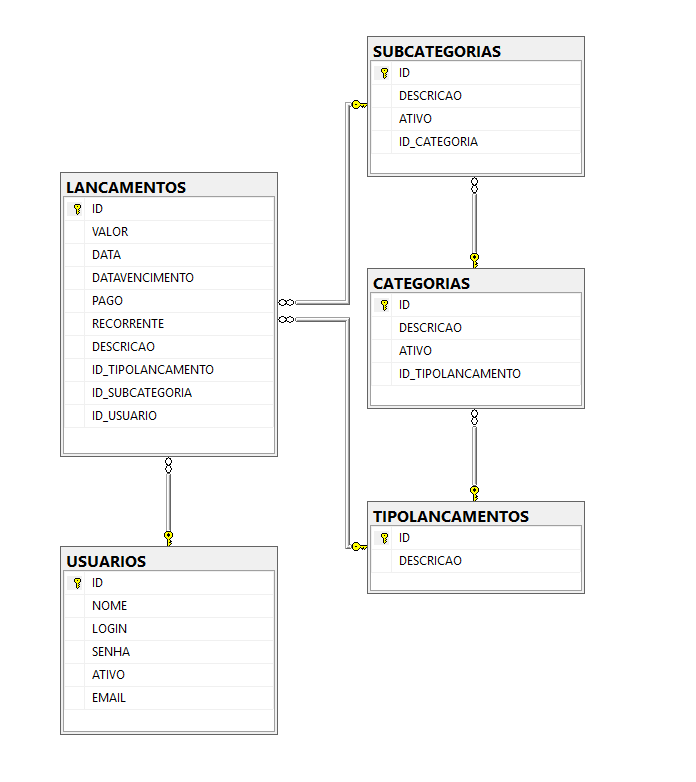 SUBCATEGORIAS
ID
DESCRICAO
ATIVO
ID_CATEGORIA
LANCAMENTOS
ID
VALOR
DATA
DATAVENCIMENTO
PAGO
RECORRENTE
DESCRICAO
ID_TIPOLANCAMENTO
ID_SUBCATEGORIA
ID_USUARIO
CATEGORIAS
ID
DESCRICAO
ATIVO
ID_TIPOLANCAMENTO
TIPOLANCAMENTOS
ID
DESCRICAO
USUARIOS
ID
NOME
LOGIN
SENHA
ATIVO
EMAIL